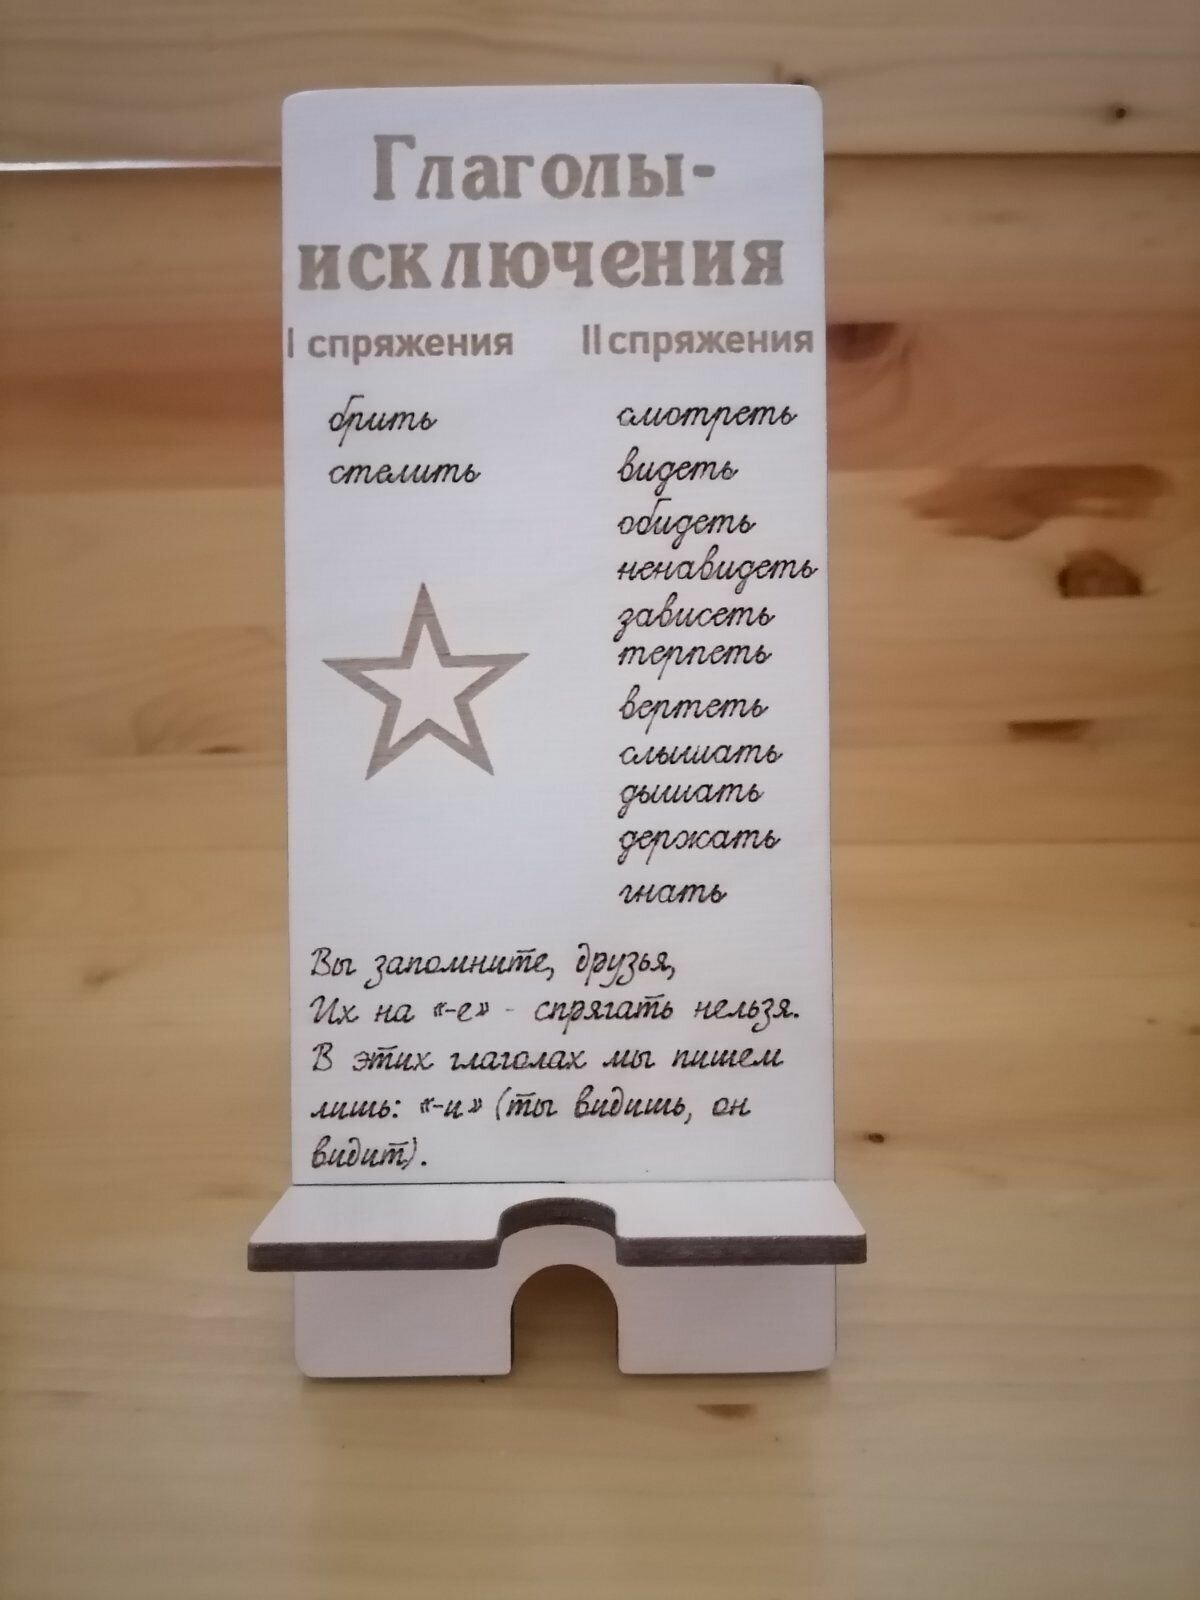 Глаголы-
исключения
I спряжения
II спряжения
брить
стелить
смотреть
видеть
обидеть
ненавидеть
зависеть
терпеть
вертеть
слышать
дышать
держать
гнать
Вы запомните, друзья,
Их на «-е» - спрягать нельзя.
В этих глаголах мы пишем
лишь: «-и» (ты видишь, он
видит).